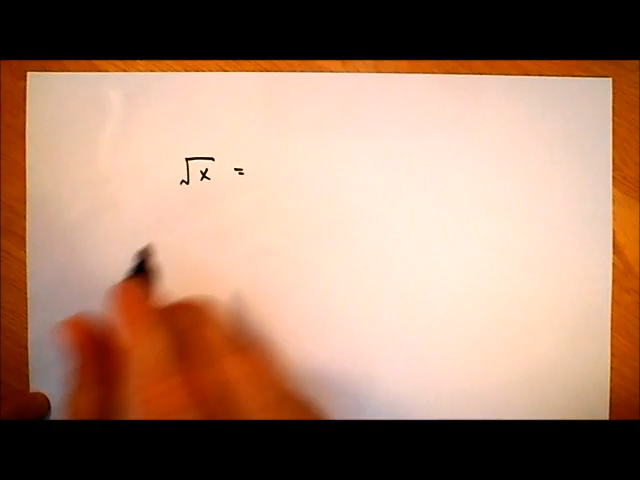 √x =